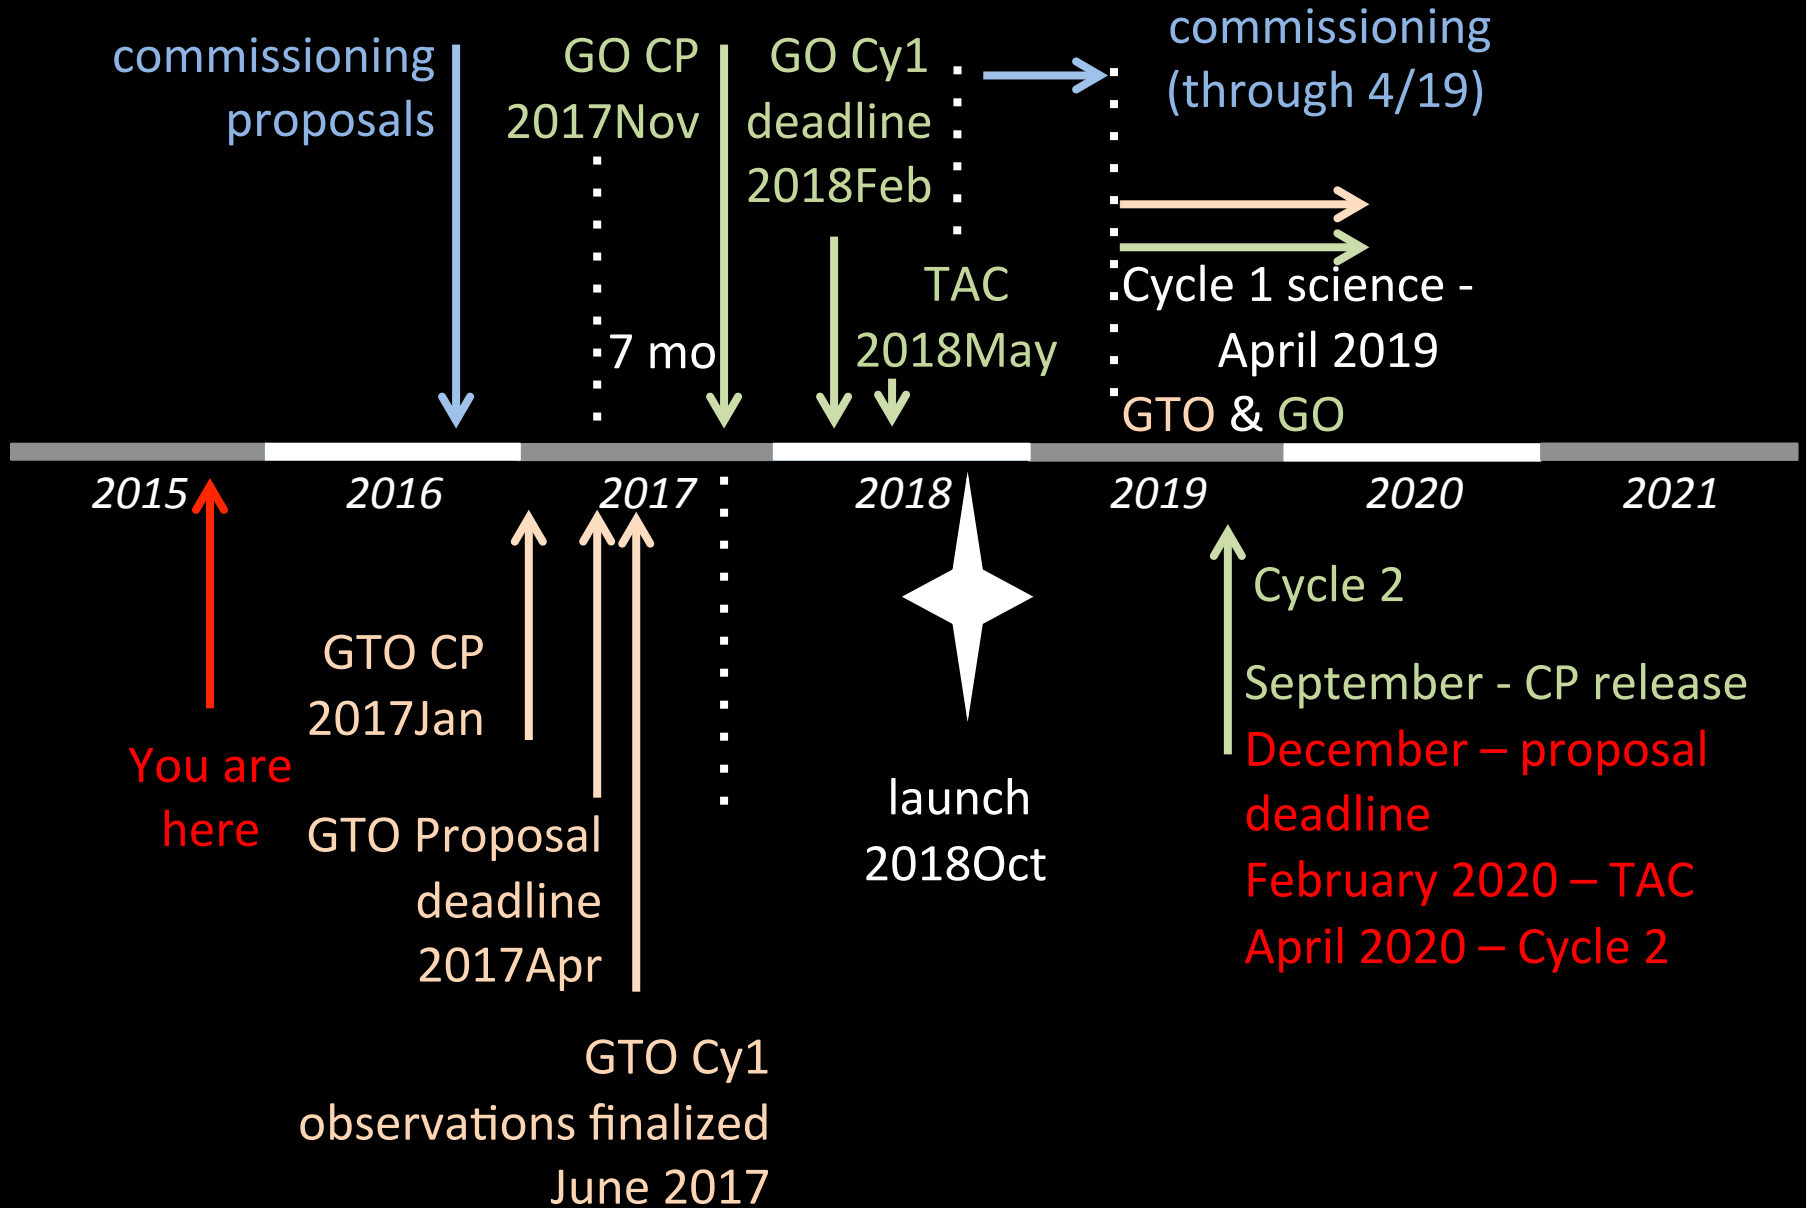 commissioning
proposals
GO CP
2017Nov
GO Cy1
deadline
2018Feb
commissioning
(through 4/19)
7 mo
TAC
2018May
Cycle 1 science -
April 2019
GTO & GO
2015
2016
2017
2018
2019
2020
2021
You are
here
GTO CP
2017Jan
GTO Proposal
deadline
2017Apr
GTO Cy1
observations finalized
June 2017
launch
2018Oct
Cycle 2
September - CP release
December – proposal
deadline
February 2020 – TAC
April 2020 – Cycle 2